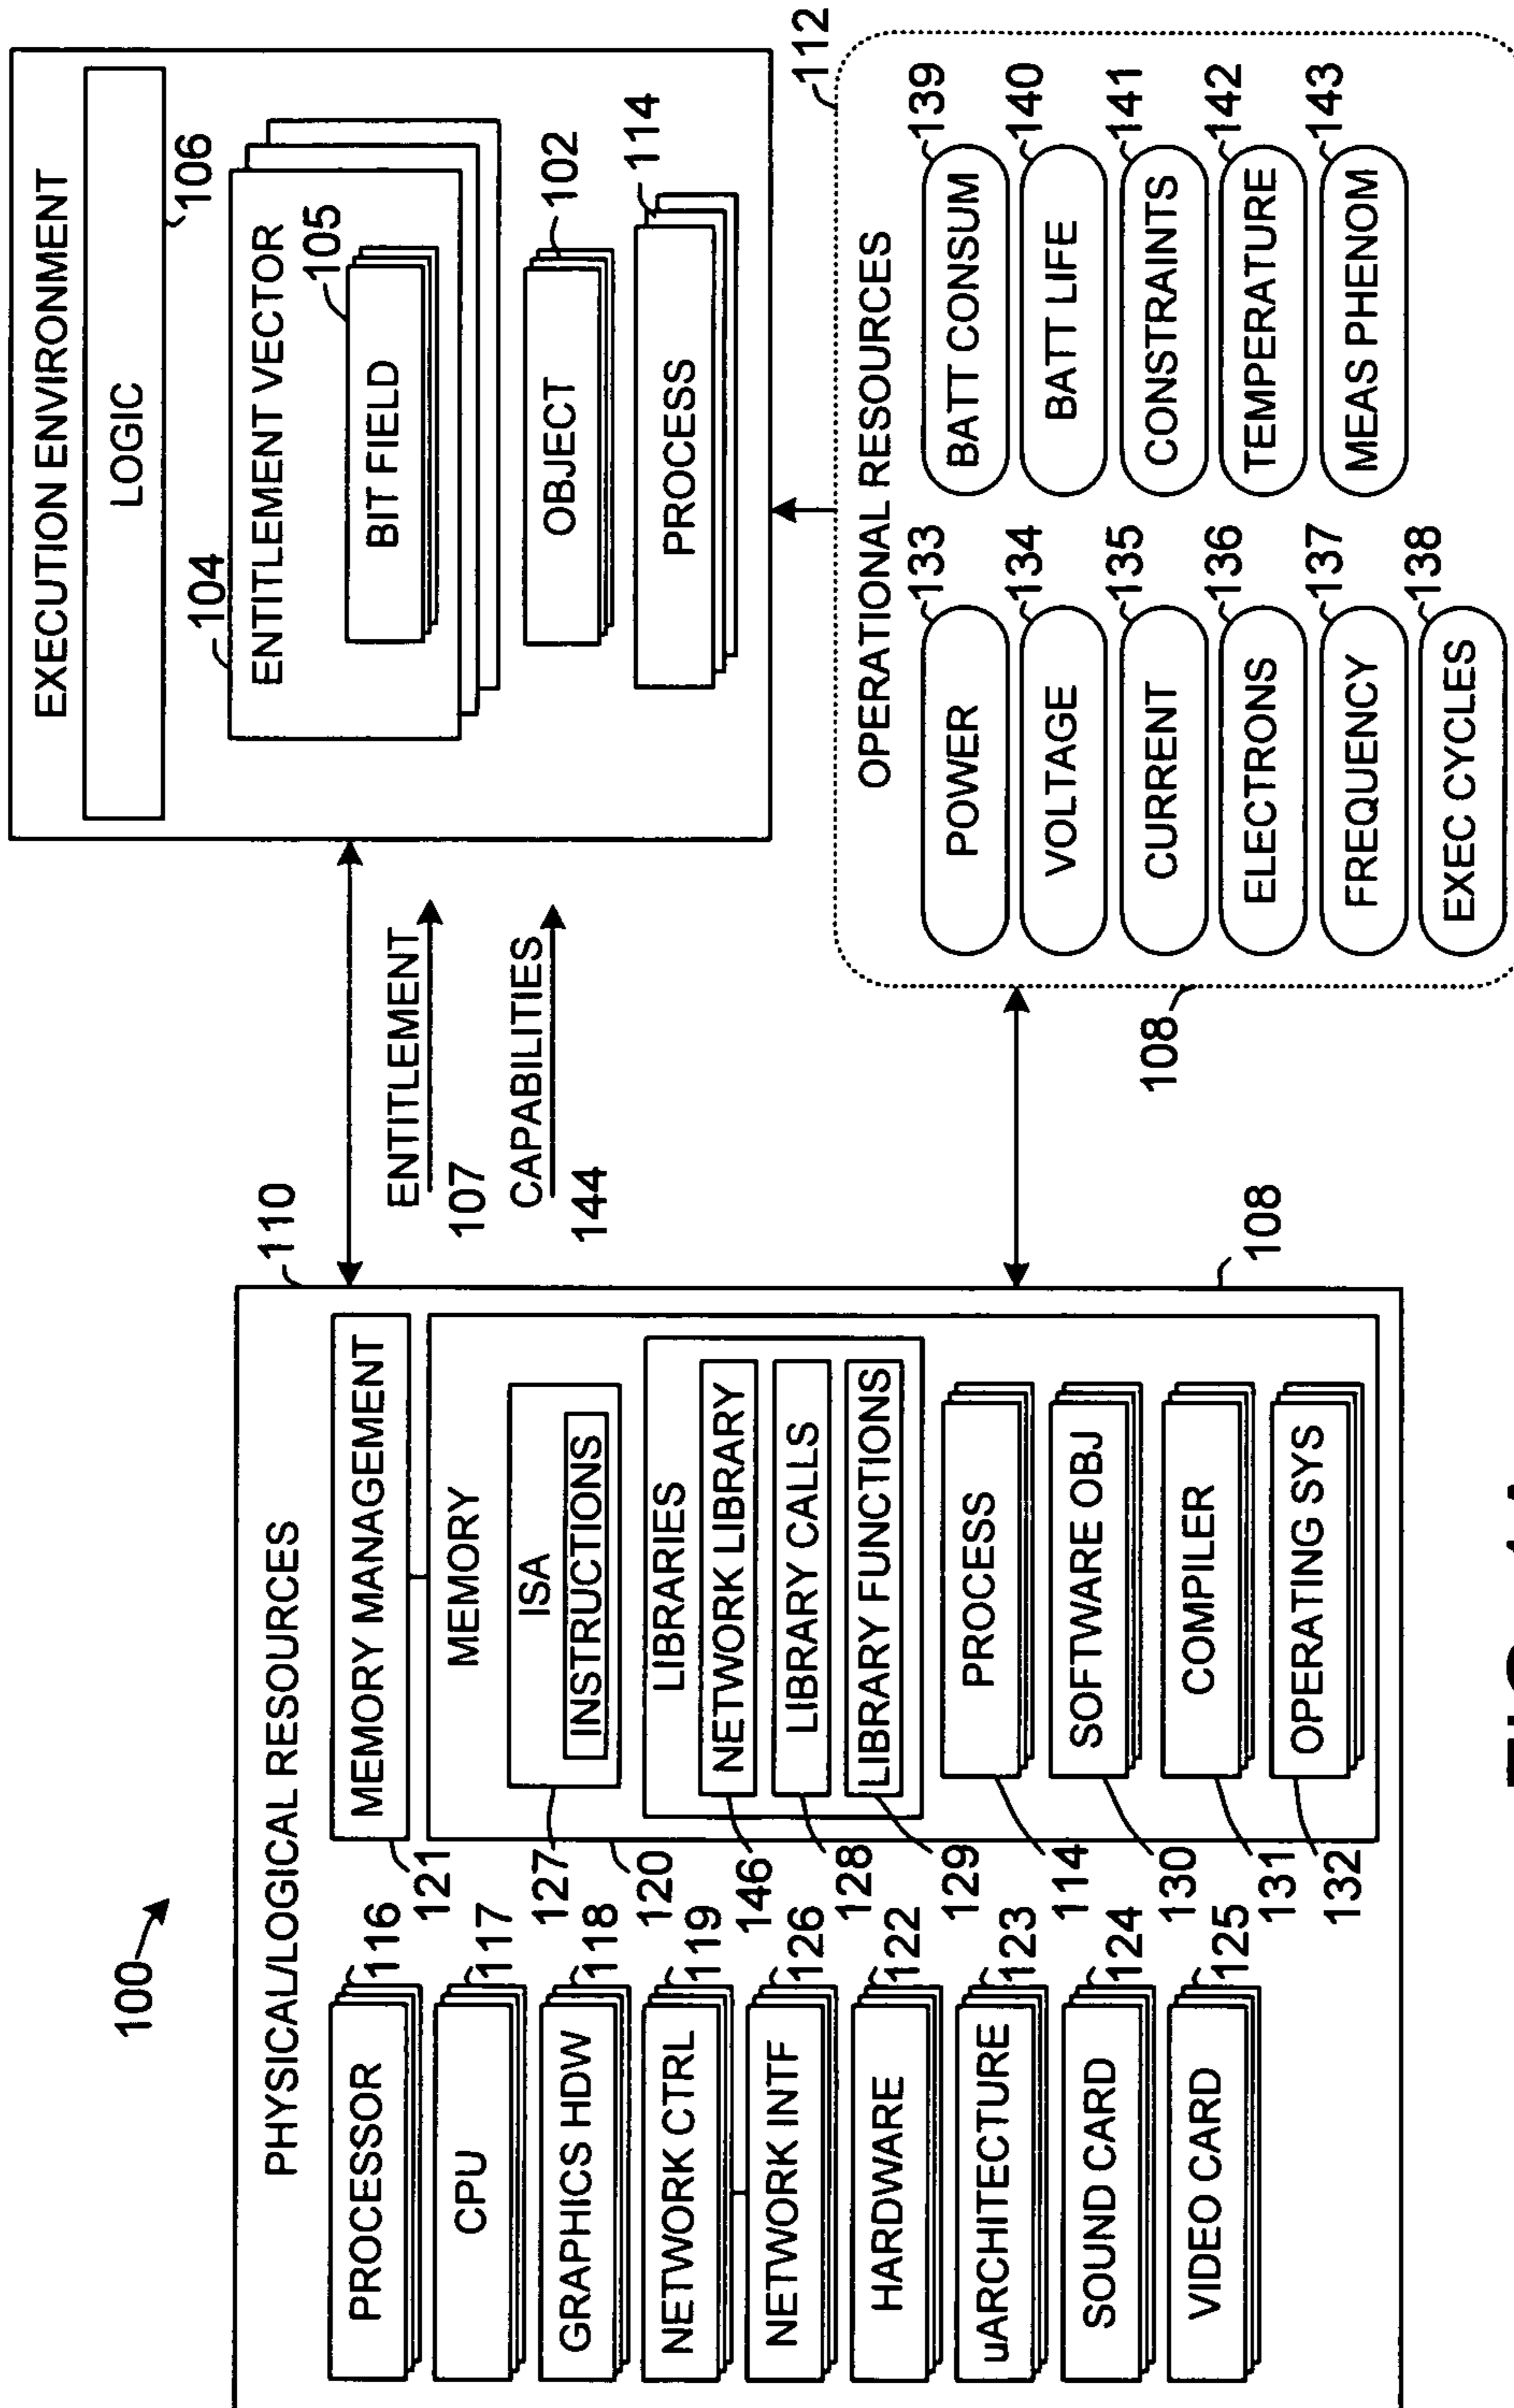 100
PHYSICAL/LOGICAL RESOURCES
110
PROCESSOR
116
CPU
117
GRAPHICS HDW
118
NETWORK CTRL
119
NETWORK INTF
126
HARDWARE
122
uARCHITECTURE
123
SOUND CARD
124
VIDEO CARD
125
MEMORY MANAGEMENT
121
MEMORY
120
ISA
127
INSTRUCTIONS
LIBRARIES
NETWORK LIBRARY
146
LIBRARY CALLS
128
LIBRARY FUNCTIONS
129
PROCESS
114
SOFTWARE OBJ
130
COMPILER
131
OPERATING SYS
132
108
ENTITLEMENT
107
CAPABILITIES
144
EXECUTION ENVIRONMENT
LOGIC
106
104
ENTITLEMENT VECTOR
105
BIT FIELD
OBJECT
102
PROCESS
114
112
OPERATIONAL RESOURCES
POWER
133
VOLTAGE
134
CURRENT
135
ELECTRONS
136
FREQUENCY
137
EXEC CYCLES
138
BATT CONSUM
139
BATT LIFE
140
CONSTRAINTS
141
TEMPERATURE
142
MEAS PHENOM
143
108